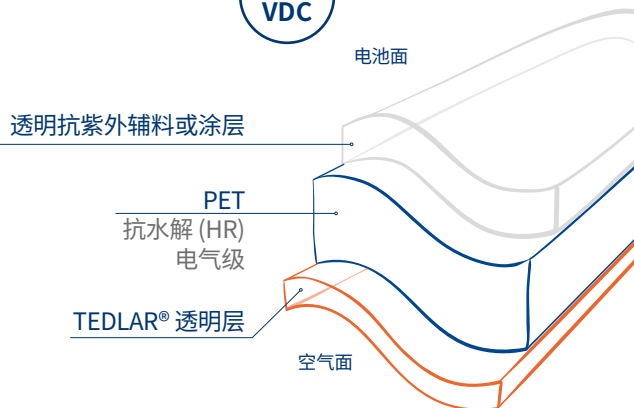 VDC
电池面
透明抗紫外辅料或涂层
PET
抗水解 (HR)
电气级
TEDLAR® 透明层
空气面